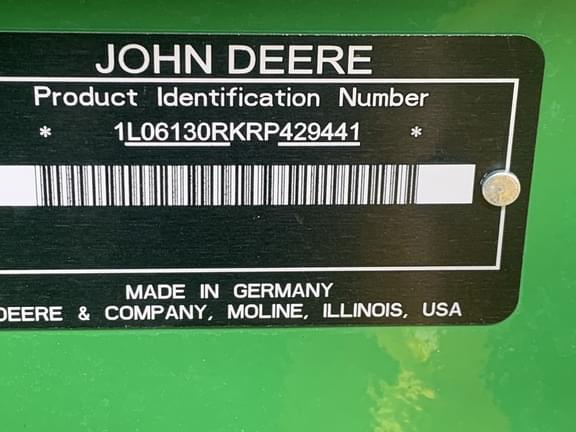 JOHN DEERE
Product Identification Number
* 1L06130RKRP429441 *
MADE IN GERMANY
DEERE & COMPANY, MOLINE, ILLINOIS, USA